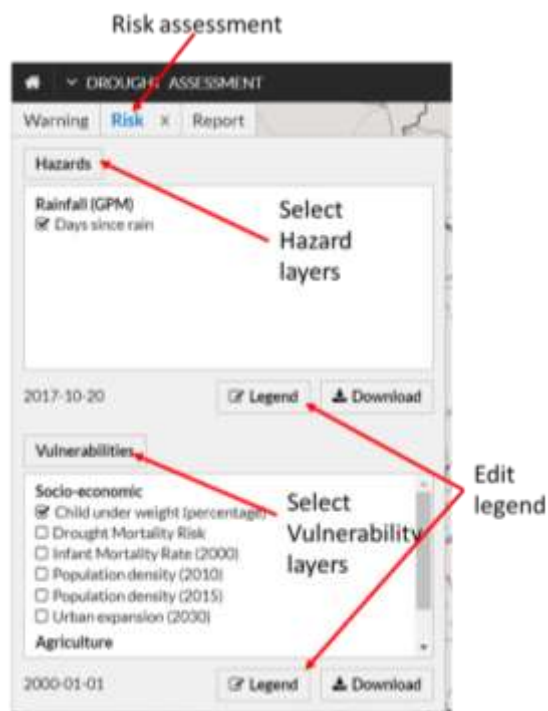 Risk assessment
DROUGHT ASSESSMENT
Warning Risk x Report
Hazards
Rainfall (GPM)
Days since rain
Select
Hazard
layers
2017-10-20 Legend Download
Vulnerabilities
Edit
legend
Socio-economic
Child under weight (percentage)
Drought Mortality Risk
Infant Mortality Rate (2000)
Population density (2010)
Population density (2015)
Urban expansion (2030)
Agriculture
Select
Vulnerability
layers
2000-01-01 Legend Download